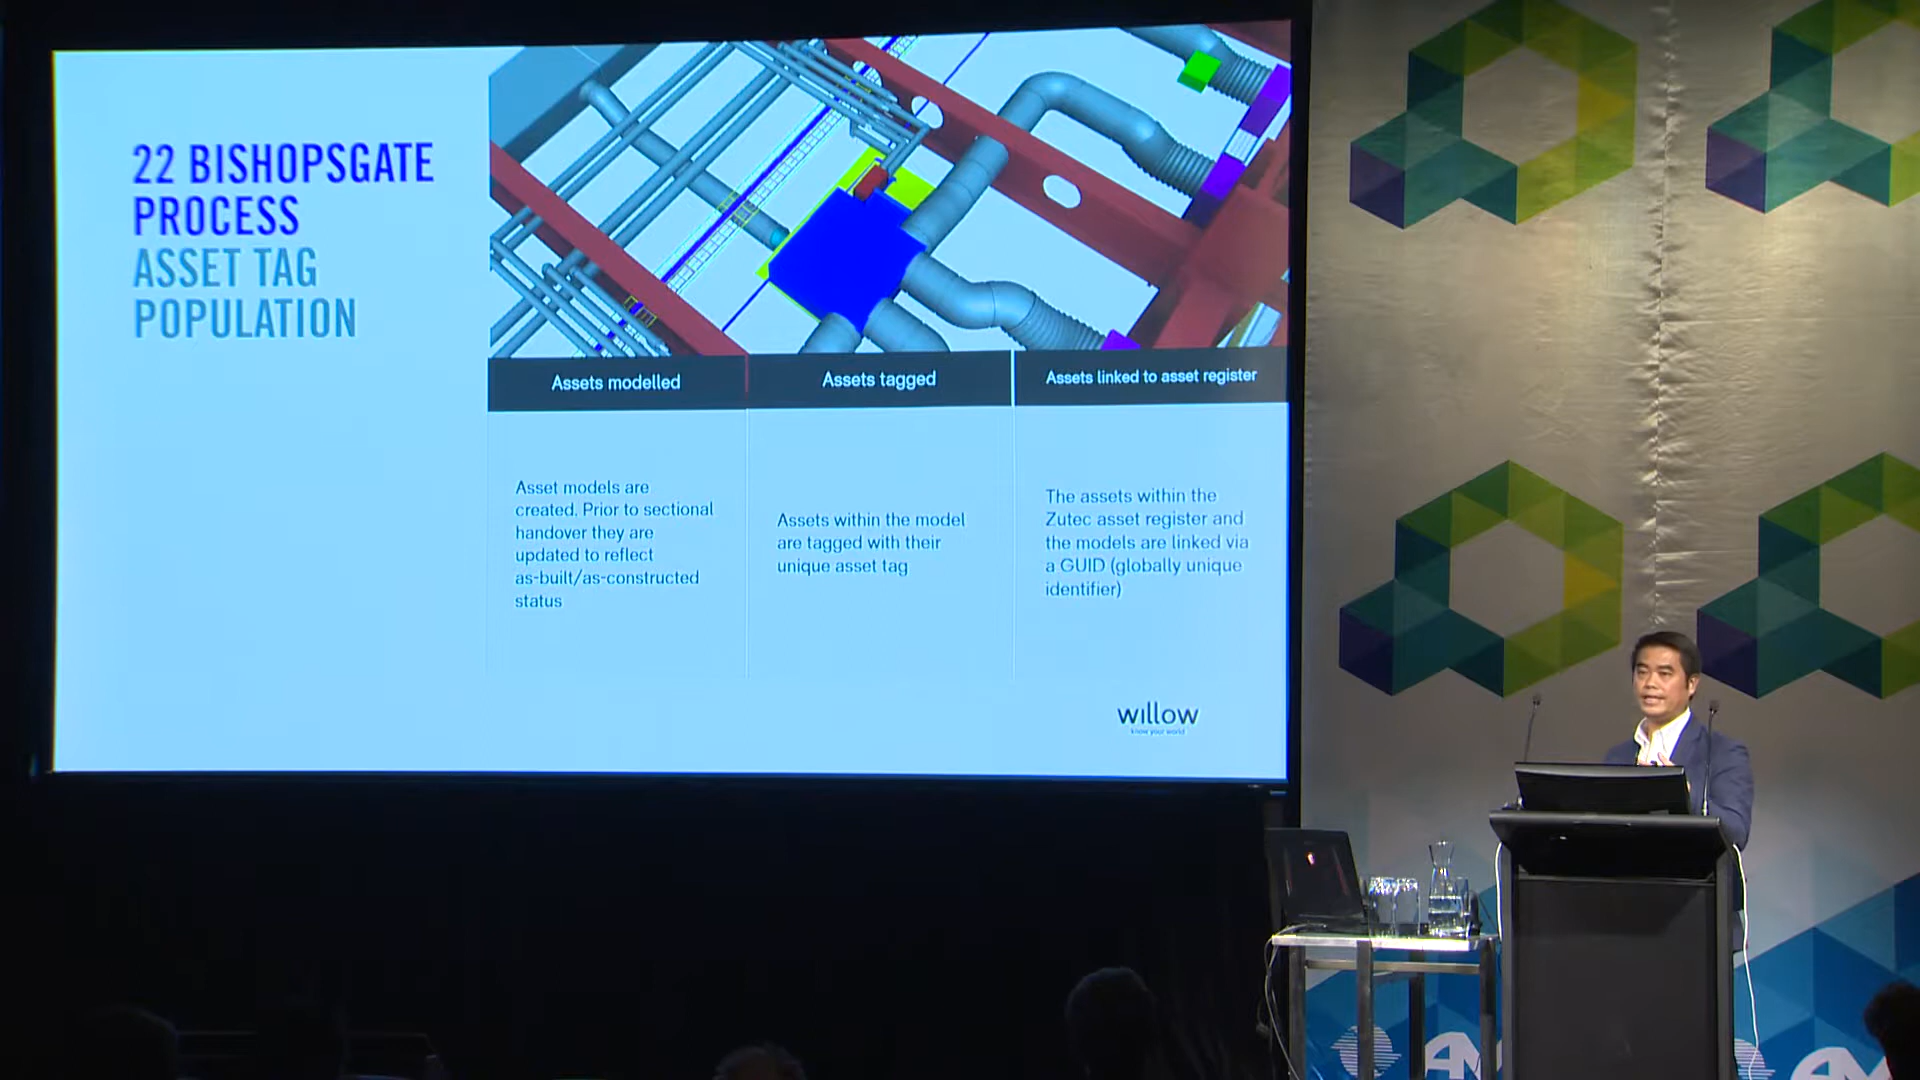 22 BISHOPSGATE
PROCESS
ASSET TAG
POPULATION
Assets modelled
Asset models are
created. Prior to sectional
handover they are
updated to reflect
as-built/as-constructed
status
Assets tagged
Assets within the model
are tagged with their
unique asset tag
Assets linked to asset register
The assets within the
Zutec asset register and
the models are linked via
a GUID (globally unique
identifier)
willow
know your world